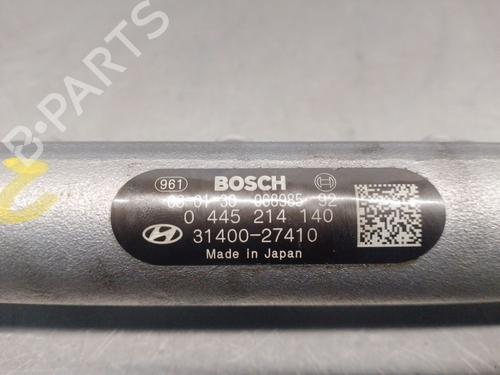 B-PARTS
961 BOSCH
0 445 214 140
31400-27410
Made in Japan